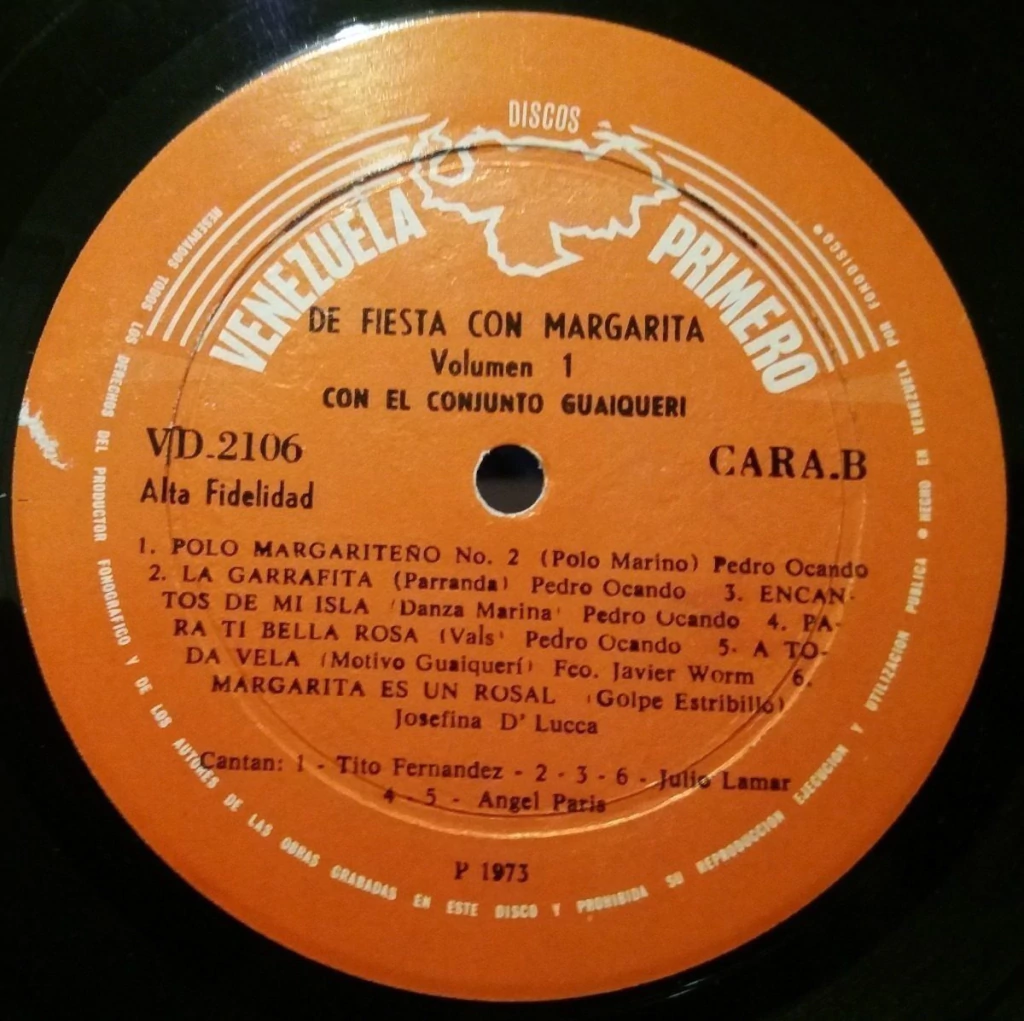 DISCOS
VENEZUELA PRIMERO
DE FIESTA CON MARGARITA
Volumen 1
CON EL CONJUNTO GUAIQUERI
VD-2106
CARA.B
Alta Fidelidad
1. POLO MARGARITEÑO No. 2 (Polo Marino) Pedro Ocando
2. LA GARRAFITA (Parranda) Pedro Ocando 3. ENCAN-
TOS DE MI ISLA (Danza Marina) Pedro Ocando 4. PA-
RA TI BELLA ROSA (Vals) Pedro Ocando 5. A TO-
DA VELA (Motivo Guaiquerí) Fco. Javier Worm 6.
MARGARITA ES UN ROSAL (Golpe Estribillo)
Josefina D' Lucca
Cantan: 1 - Tito Fernandez - 2 - 3 - 6 - Julio Lamar
4 - 5 - Angel Paris
P 1973
RESERVADOS TODOS LOS DERECHOS DEL PRODUCTOR FONOGRAFICO Y DE LOS AUTORES DE LAS OBRAS GRABADAS EN ESTE DISCO Y PROHIBIDA SU REPRODUCCION EJECUCION Y UTILIZACION PUBLICA • HECHO EN VENEZUELA POR FONDISCO •